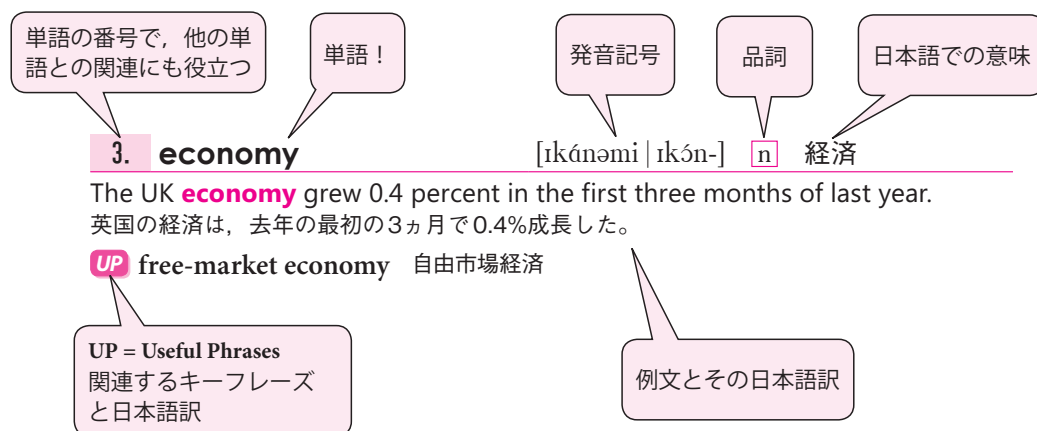 単語の番号で，他の単
語との関連にも役立つ
単語！
発音記号
品詞
日本語での意味
3. economy [ɪkɑ́nəmi | ɪkɔ́n-] n 経済
The UK economy grew 0.4 percent in the first three months of last year.
英国の経済は，去年の最初の3ヵ月で0.4%成長した。
UP free-market economy 自由市場経済
UP = Useful Phrases
関連するキーフレーズ
と日本語訳
例文とその日本語訳